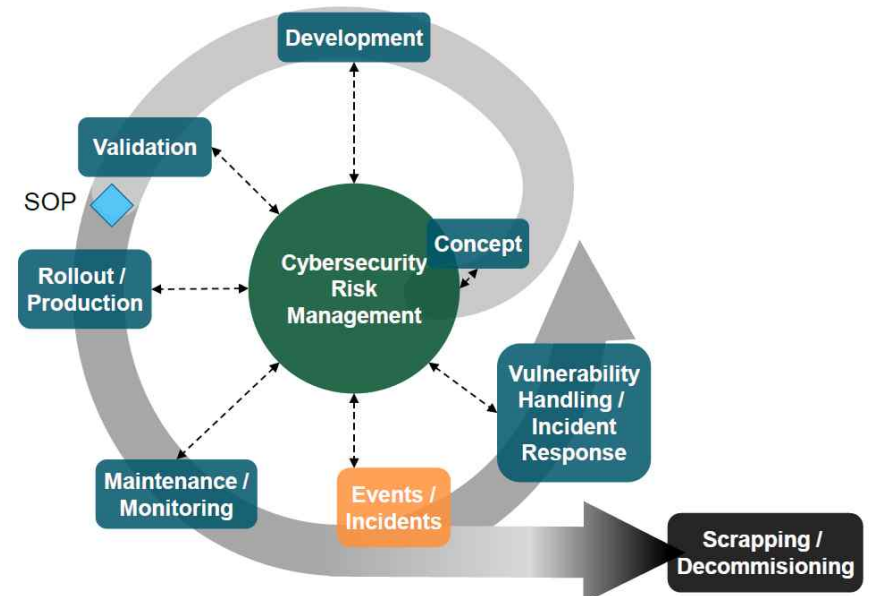 Development
Validation
SOP
Concept
Cybersecurity
Risk
Management
Rollout /
Production
Vulnerability
Handling /
Incident
Response
Maintenance /
Monitoring
Events /
Incidents
Scrapping /
Decommisioning